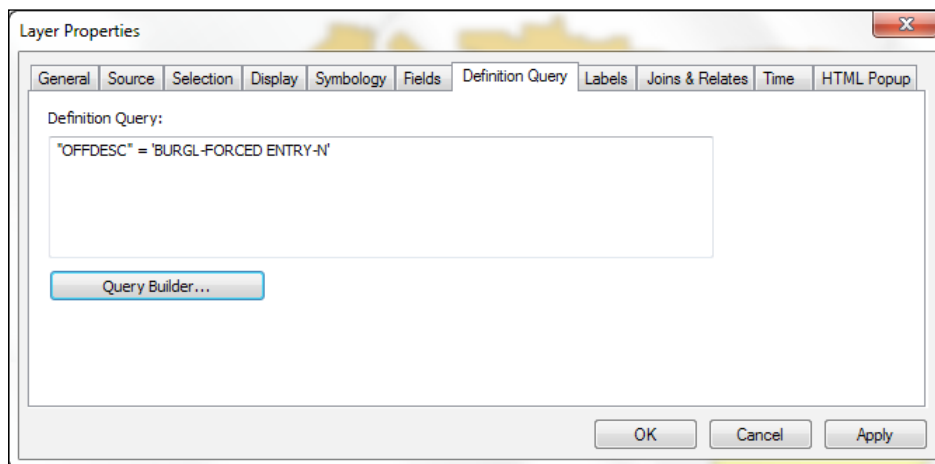 Layer Properties
General Source Selection Display Symbology Fields Definition Query Labels Joins & Relates Time HTML Popup
Definition Query:
"OFFDESC" = 'BURGL-FORCED ENTRY-N'
Query Builder...
OK Cancel Apply